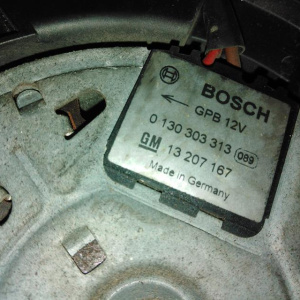 BOSCH
GPB 12V
0 130 303 313 089
GM 13 207 167
Made in Germany